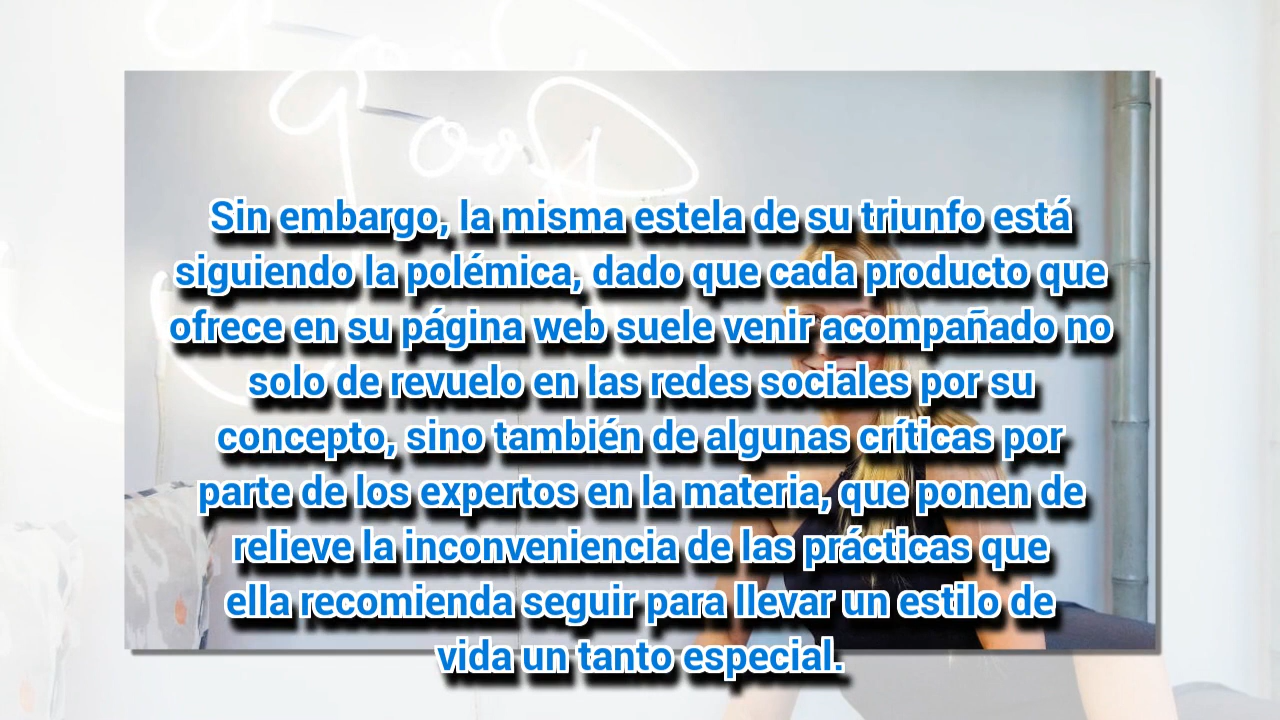 good
Sin embargo, la misma estela de su triunfo está
siguiendo la polémica, dado que cada producto que
ofrece en su página web suele venir acompañado no
solo de revuelo en las redes sociales por su
concepto, sino también de algunas críticas por
parte de los expertos en la materia, que ponen de
relieve la inconveniencia de las prácticas que
ella recomienda seguir para llevar un estilo de
vida un tanto especial.